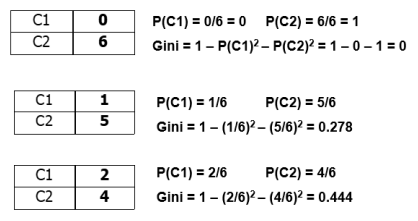 C1 0 P(C1) = 0/6 = 0 P(C2) = 6/6 = 1
C2 6 Gini = 1 – P(C1)² – P(C2)² = 1 – 0 – 1 = 0
C1 1 P(C1) = 1/6 P(C2) = 5/6
C2 5 Gini = 1 – (1/6)² – (5/6)² = 0.278
C1 2 P(C1) = 2/6 P(C2) = 4/6
C2 4 Gini = 1 – (2/6)² – (4/6)² = 0.444